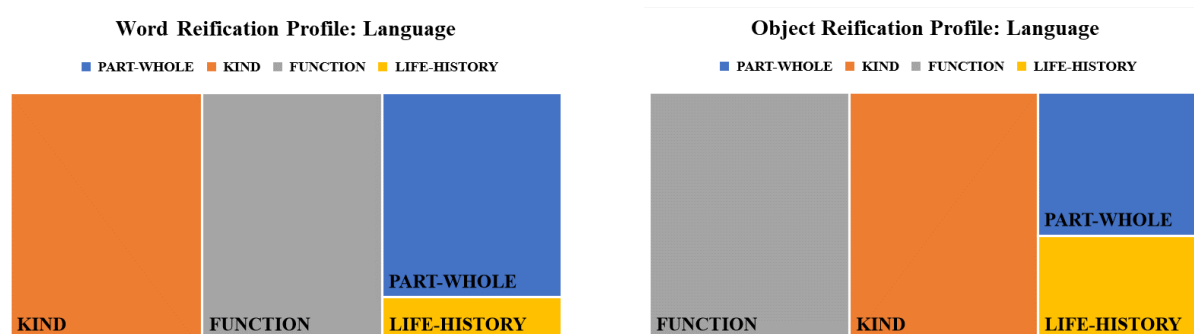 Word Reification Profile: Language
PART-WHOLE KIND FUNCTION LIFE-HISTORY
KIND
FUNCTION
PART-WHOLE
LIFE-HISTORY
Object Reification Profile: Language
PART-WHOLE KIND FUNCTION LIFE-HISTORY
FUNCTION
KIND
PART-WHOLE
LIFE-HISTORY